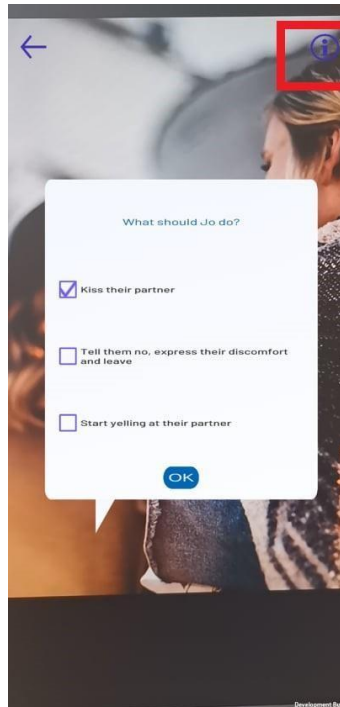 What should Jo do?
Kiss their partner
Tell them no, express their discomfort
and leave
Start yelling at their partner
OK